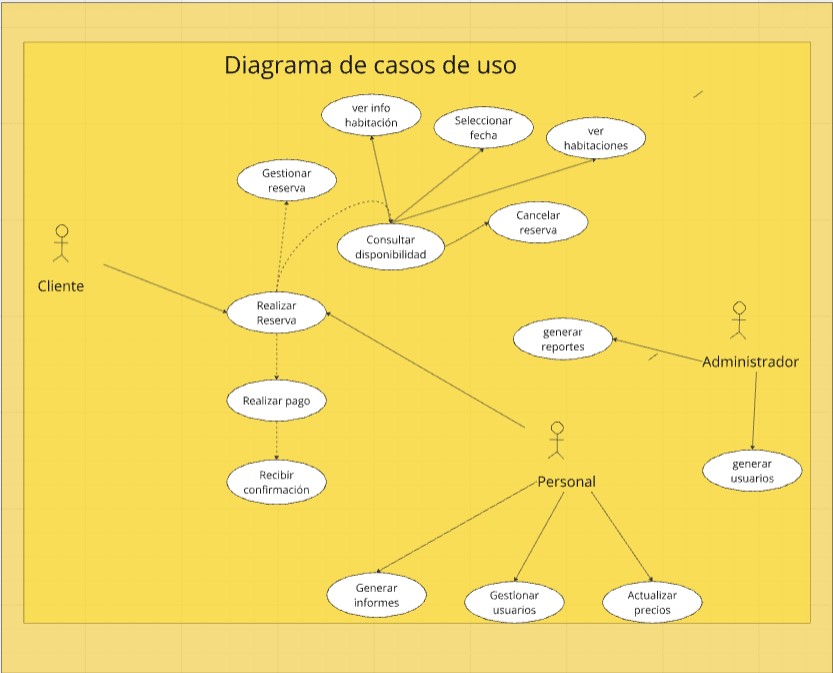 Diagrama de casos de uso
ver info
habitación
Seleccionar
fecha
ver
habitaciones
Gestionar
reserva
Cancelar
reserva
Consultar
disponibilidad
Cliente
Realizar
Reserva
generar
reportes
Administrador
Realizar pago
Recibir
confirmación
Personal
generar
usuarios
Generar
informes
Gestionar
usuarios
Actualizar
precios